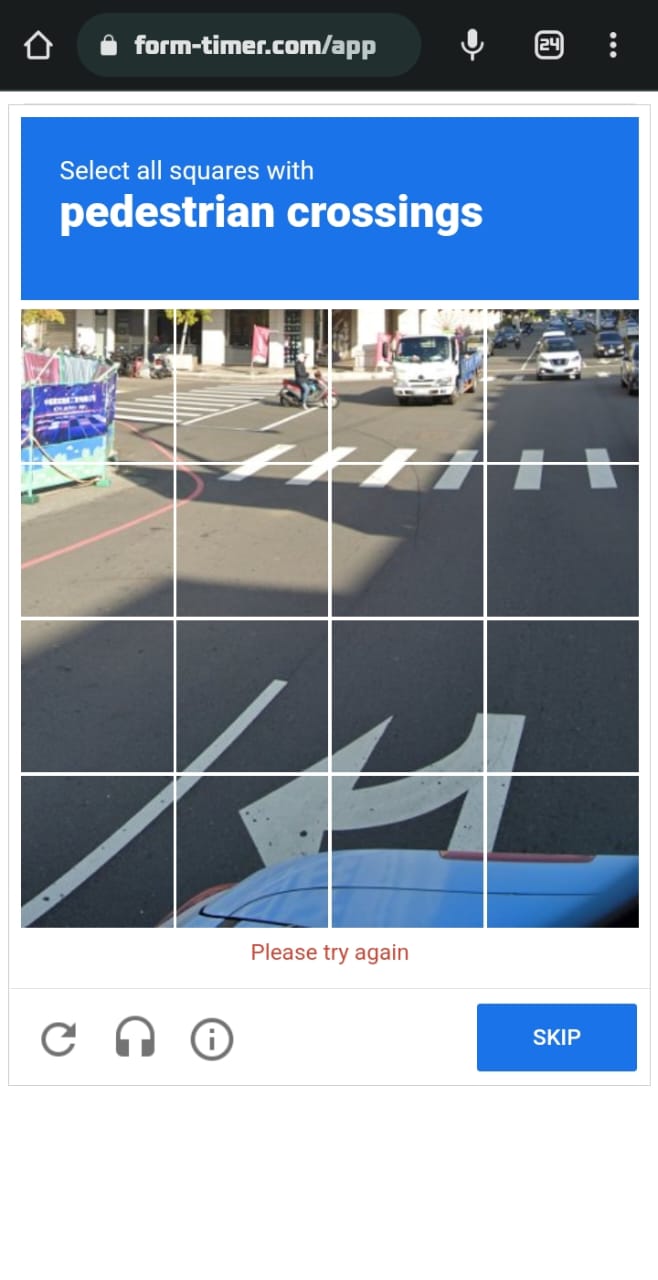 form-timer.com/app
24
Select all squares with
pedestrian crossings
Please try again
SKIP